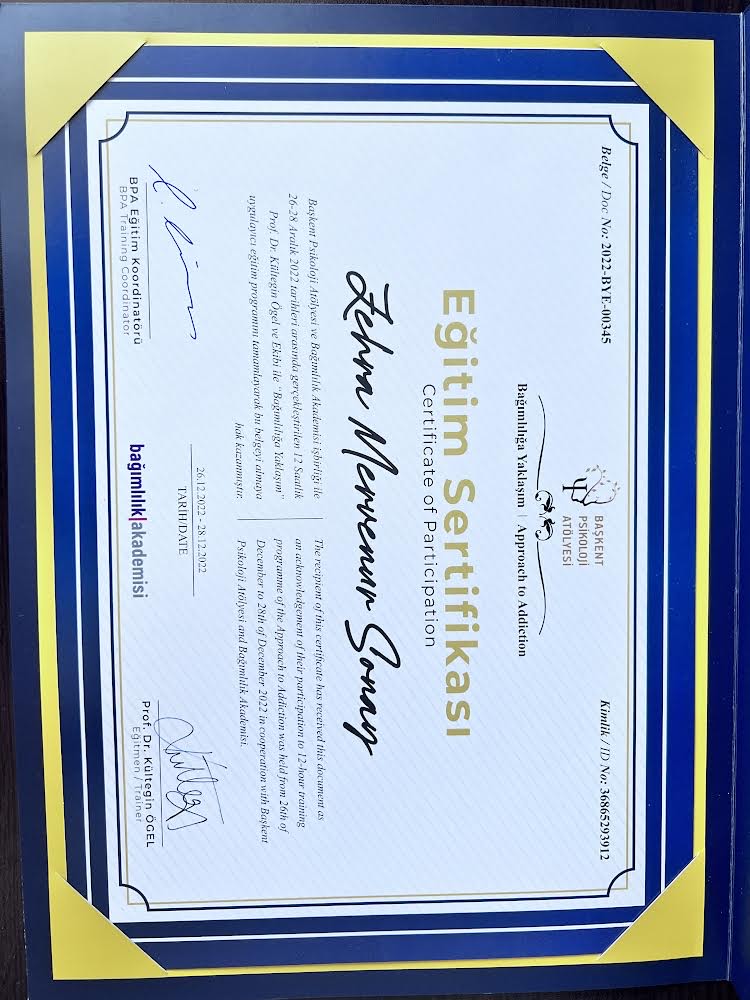 Belge / Doc No: 2022-BYE-00345
Kimlik / ID No: 36865293912
BAŞKENT
PSİKOLOJİ
ATÖLYESİ
Bağımlılığa Yaklaşım | Approach to Addiction
Eğitim Sertifikası
Certificate of Participation
Zehra Mervenur Sonay
Başkent Psikoloji Atölyesi ve Bağımlılık Akademisi işbirliği ile
26-28 Aralık 2022 tarihleri arasında gerçekleştirilen 12 Saatlik
Prof. Dr. Kültegin Ögel ve Ekibi ile "Bağımlılığa Yaklaşım"
uygulayıcı eğitim programını tamamlayarak bu belgeyi almaya
hak kazanmıştır.
The recipient of this certificate has received this document as
an acknowledgement of their participation to 12-hour training
programme of the Approach to Addiction was held from 26th of
December to 28th of December 2022 in cooperation with Başkent
Psikoloji Atölyesi and Bağımlılık Akademisi.
BPA Eğitim Koordinatörü
BPA Training Coordinator
26.12.2022 - 28.12.2022
TARİH/DATE
bağımlılık|akademisi
Prof. Dr. Kültegin ÖGEL
Eğitmen / Trainer